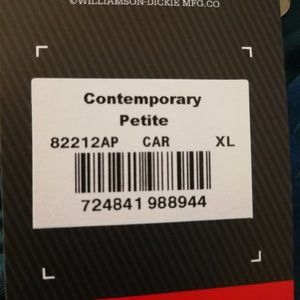 ©WILLIAMSON-DICKIE MFG.CO
Contemporary
Petite
82212AP CAR XL
724841 988944